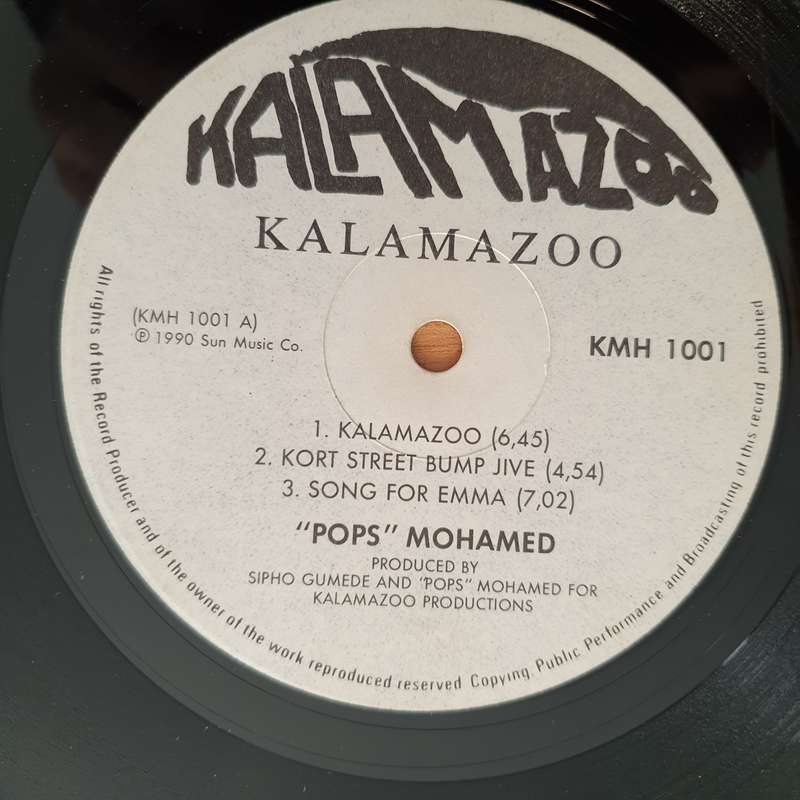 KALAMAZOO
KALAMAZOO
(KMH 1001 A)
℗ 1990 Sun Music Co.
KMH 1001
1. KALAMAZOO (6,45)
2. KORT STREET BUMP JIVE (4,54)
3. SONG FOR EMMA (7,02)
"POPS" MOHAMED
PRODUCED BY
SIPHO GUMEDE AND "POPS" MOHAMED FOR
KALAMAZOO PRODUCTIONS
All rights of the Record Producer and of the owner of the work reproduced reserved Copying, Public Performance and Broadcasting of this record prohibited